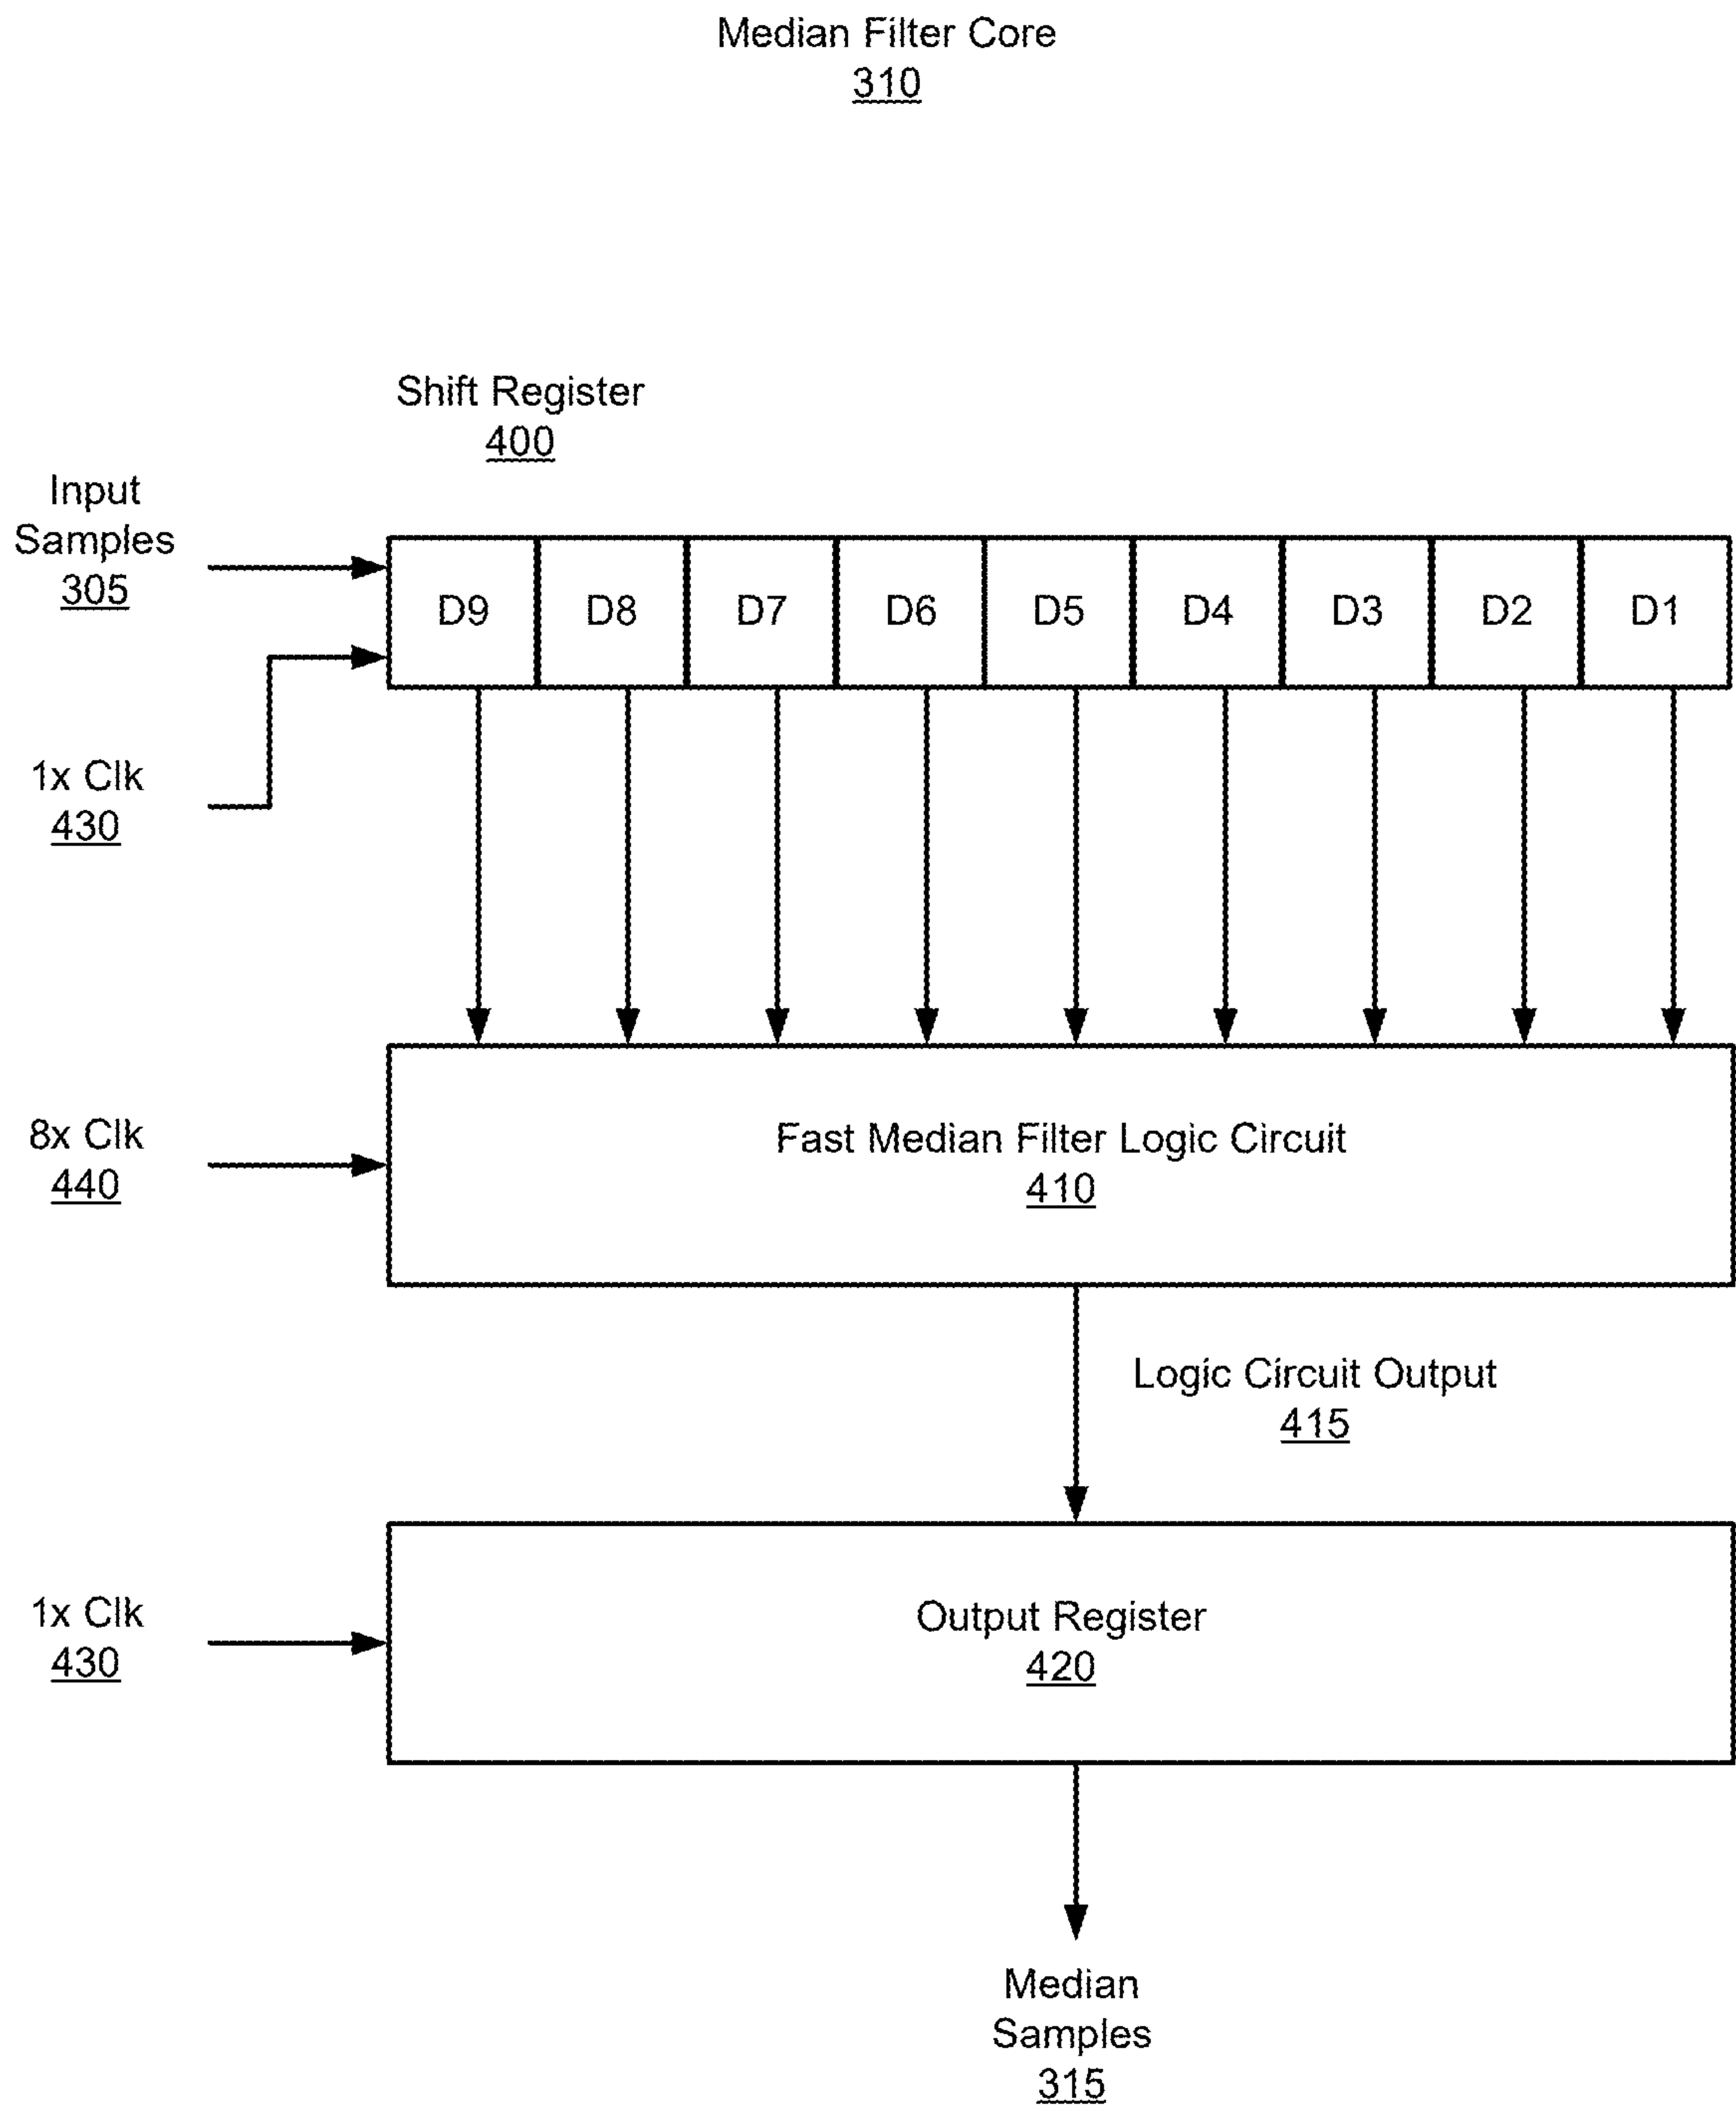 Median Filter Core
310
Shift Register
400
Input
Samples
305
D9 D8 D7 D6 D5 D4 D3 D2 D1
1x Clk
430
8x Clk
440
Fast Median Filter Logic Circuit
410
Logic Circuit Output
415
1x Clk
430
Output Register
420
Median
Samples
315